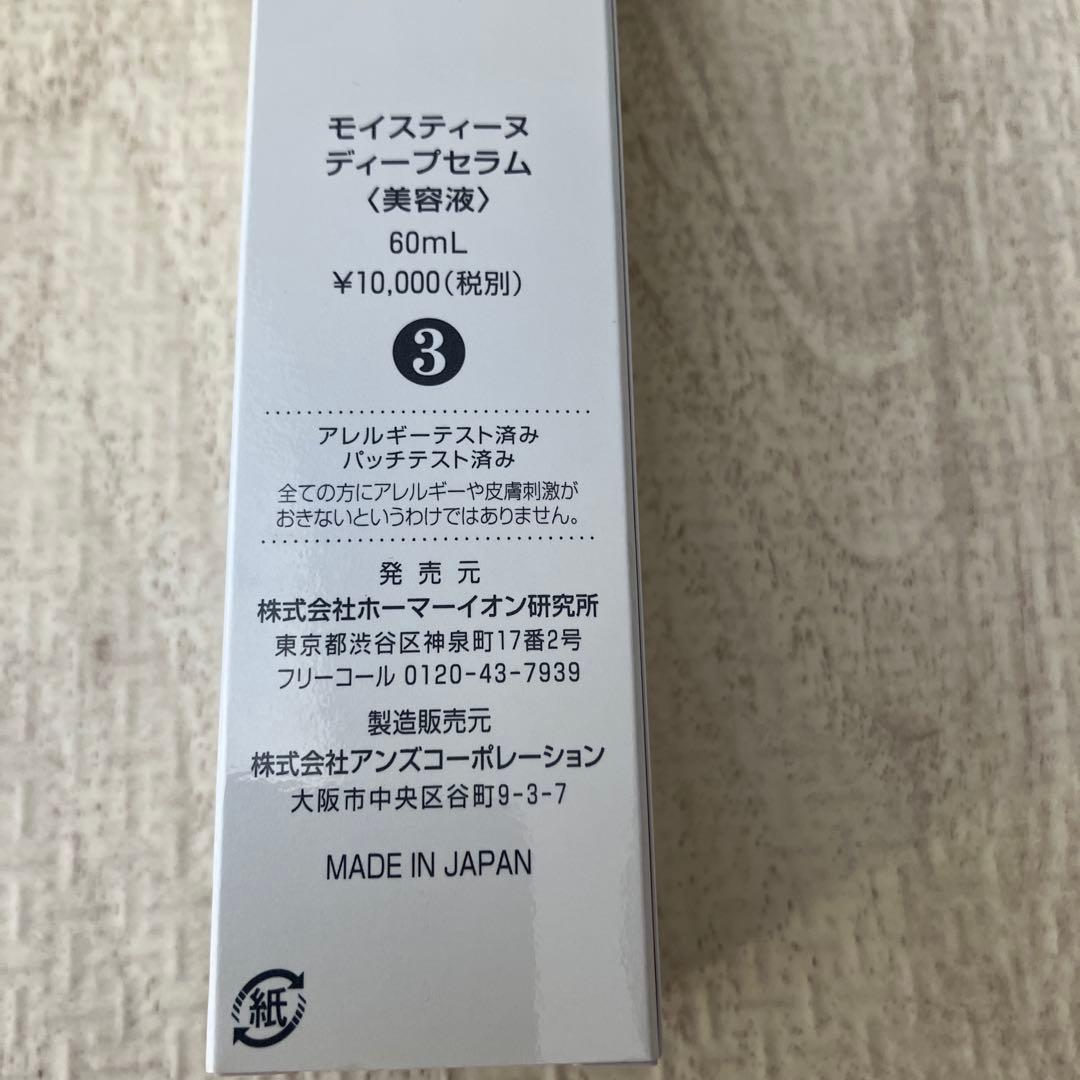 モイスティーヌ
ディープセラム
〈美容液〉
60mL
¥10,000(税別)
3
アレルギーテスト済み
パッチテスト済み
全ての方にアレルギーや皮膚刺激が
おきないというわけではありません。
発売元
株式会社ホーマーイオン研究所
東京都渋谷区神泉町17番2号
フリーコール 0120-43-7939
製造販売元
株式会社アンズコーポレーション
大阪市中央区谷町9-3-7
MADE IN JAPAN
紙